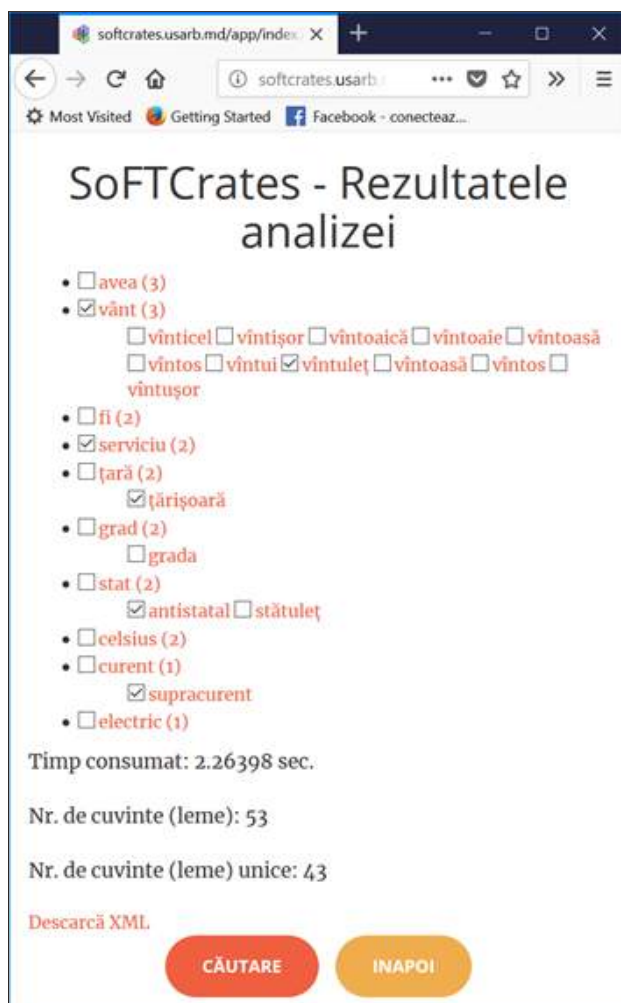 softcrates.usarb.md/app/index
softcrates.usarb.
Most Visited Getting Started Facebook - conecteaz...
SoFTCrates - Rezultatele
analizei
avea (3)
vânt (3)
vînticel vîntișor vîntoaică vîntoaie vîntoasă
vîntos vîntui vîntuleț vîntoasă vîntos
vîntușor
fi (2)
serviciu (2)
țară (2)
țărișoară
grad (2)
grada
stat (2)
antistatal stătuleț
celsius (2)
curent (1)
supracurent
electric (1)
Timp consumat: 2.26398 sec.
Nr. de cuvinte (leme): 53
Nr. de cuvinte (leme) unice: 43
Descarcă XML
CĂUTARE INAPOI